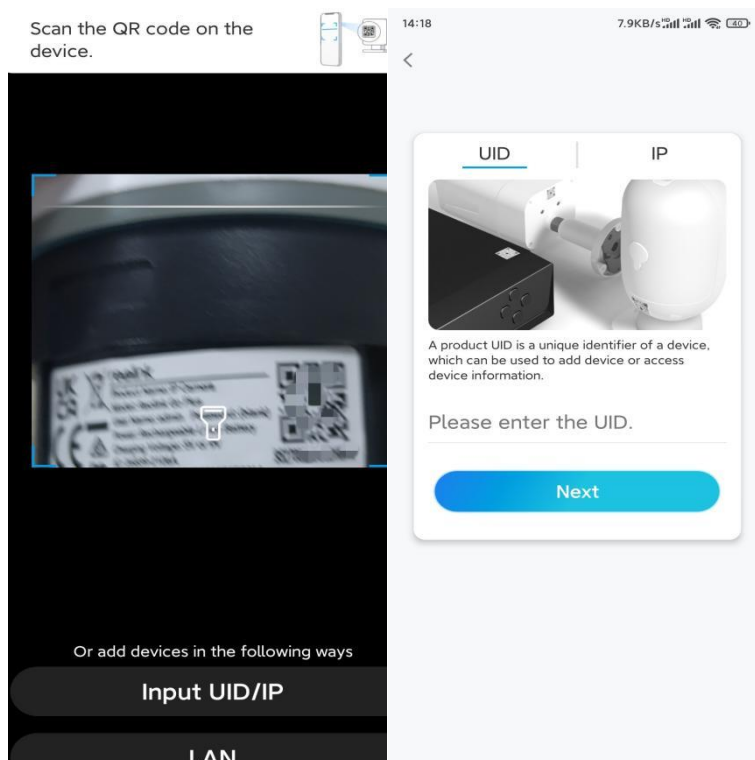 Scan the QR code on the
device.
Or add devices in the following ways
Input UID/IP
LAN
14:18
7.9KB/s
40
UID
IP
A product UID is a unique identifier of a device,
which can be used to add device or access
device information.
Please enter the UID.
Next